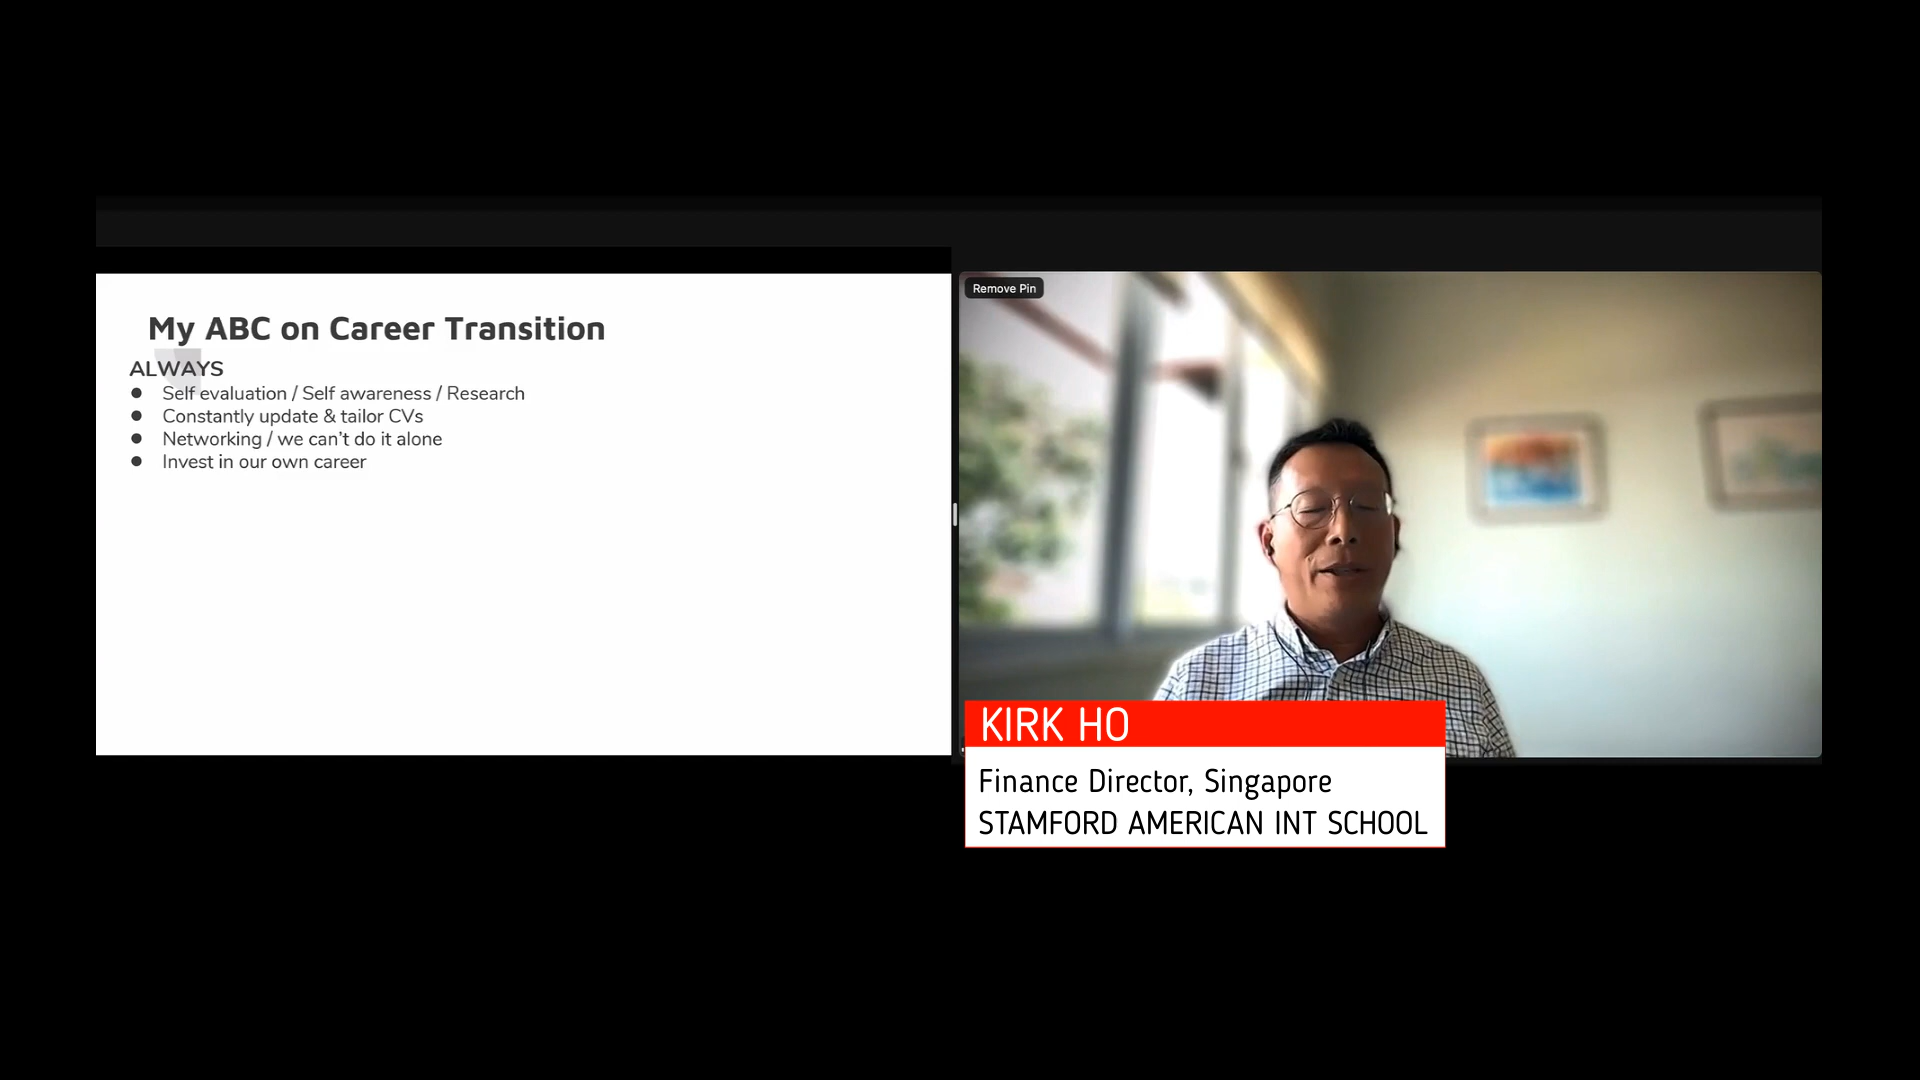 My ABC on Career Transition
ALWAYS
Self evaluation / Self awareness / Research
Constantly update & tailor CVs
Networking / we can't do it alone
Invest in our own career
Remove Pin
KIRK HO
Finance Director, Singapore
STAMFORD AMERICAN INT SCHOOL